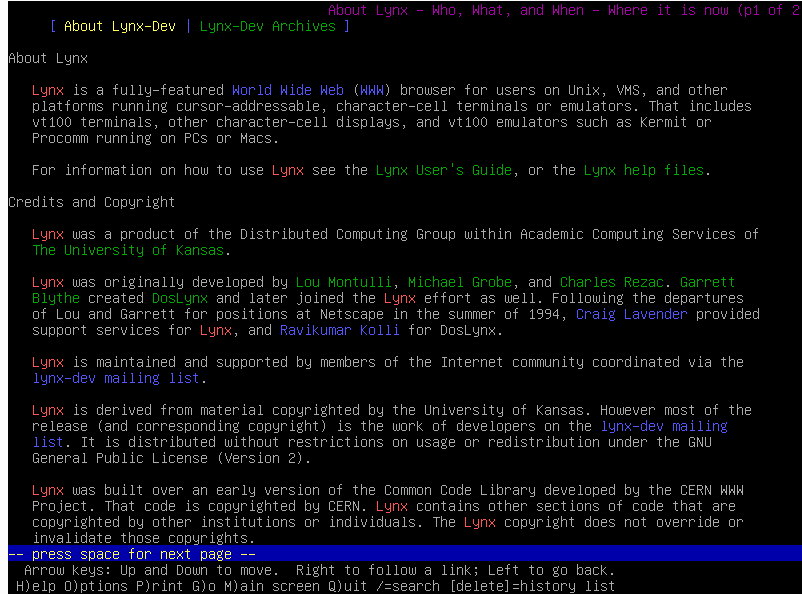 About Lynx - Who, What, and When - Where it is now (p1 of 2
[ About Lynx-Dev | Lynx-Dev Archives ]
About Lynx
Lynx is a fully-featured World Wide Web (WWW) browser for users on Unix, VMS, and other
platforms running cursor-addressable, character-cell terminals or emulators. That includes
vt100 terminals, other character-cell displays, and vt100 emulators such as Kermit or
Procomm running on PCs or Macs.
For information on how to use Lynx see the Lynx User's Guide, or the Lynx help files.
Credits and Copyright
Lynx was a product of the Distributed Computing Group within Academic Computing Services of
The University of Kansas.
Lynx was originally developed by Lou Montulli, Michael Grobe, and Charles Rezac. Garrett
Blythe created DosLynx and later joined the Lynx effort as well. Following the departures
of Lou and Garrett for positions at Netscape in the summer of 1994, Craig Lavender provided
support services for Lynx, and Ravikumar Kolli for DosLynx.
Lynx is maintained and supported by members of the Internet community coordinated via the
lynx-dev mailing list.
Lynx is derived from material copyrighted by the University of Kansas. However most of the
release (and corresponding copyright) is the work of developers on the lynx-dev mailing
list. It is distributed without restrictions on usage or redistribution under the GNU
General Public License (Version 2).
Lynx was built over an early version of the Common Code Library developed by the CERN WWW
Project. That code is copyrighted by CERN. Lynx contains other sections of code that are
copyrighted by other institutions or individuals. The Lynx copyright does not override or
invalidate those copyrights.
-- press space for next page --
Arrow keys: Up and Down to move.  Right to follow a link; Left to go back.
H)elp O)ptions P)rint G)o M)ain screen Q)uit /=search [delete]=history list